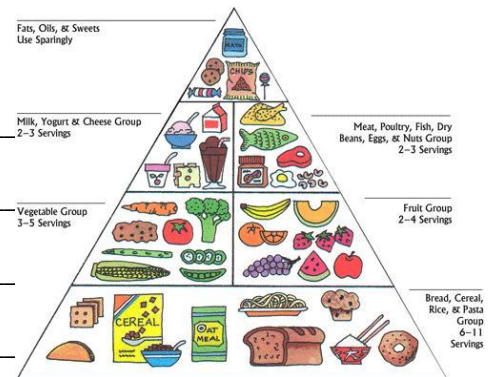 Fats, Oils, & Sweets
Use Sparingly
CHIPS
Milk, Yogurt & Cheese Group
2–3 Servings
Meat, Poultry, Fish, Dry
Beans, Eggs, & Nuts Group
2–3 Servings
Vegetable Group
3–5 Servings
Fruit Group
2–4 Servings
Bread, Cereal,
Rice, & Pasta
Group
6–11
Servings
CEREAL
OAT
MEAL